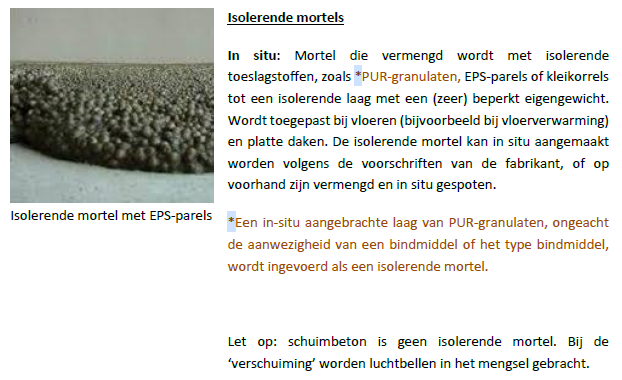 Isolerende mortels
In situ: Mortel die vermengd wordt met isolerende
toeslagstoffen, zoals *PUR-granulaten, EPS-parels of kleikorrels
tot een isolerende laag met een (zeer) beperkt eigengewicht.
Wordt toegepast bij vloeren (bijvoorbeeld bij vloerverwarming)
en platte daken. De isolerende mortel kan in situ aangemaakt
worden volgens de voorschriften van de fabrikant, of op
voorhand zijn vermengd en in situ gespoten.
Isolerende mortel met EPS-parels
*Een in-situ aangebrachte laag van PUR-granulaten, ongeacht
de aanwezigheid van een bindmiddel of het type bindmiddel,
wordt ingevoerd als een isolerende mortel.
Let op: schuimbeton is geen isolerende mortel. Bij de
‘verschuiming’ worden luchtbellen in het mengsel gebracht.